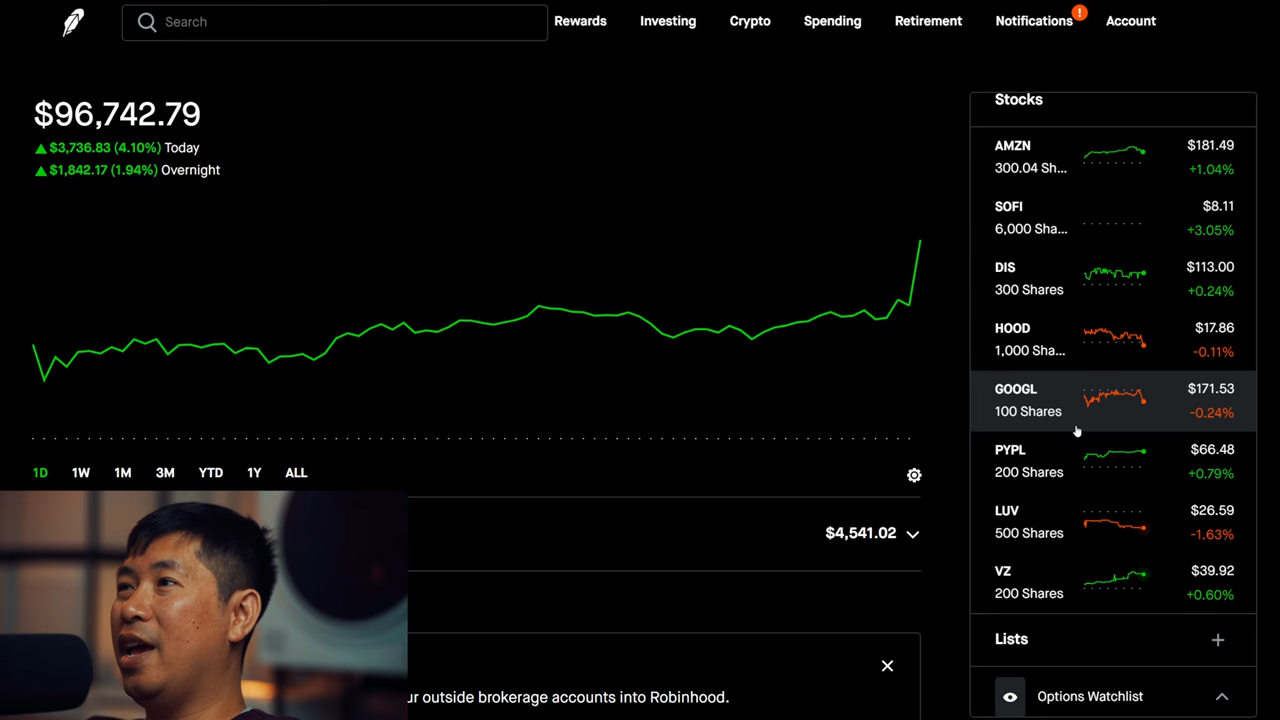 Search
Rewards
Investing
Crypto
Spending
Retirement
Notifications
!
Account
$96,742.79
$3,736.83 (4.10%) Today
$1,842.17 (1.94%) Overnight
1D
1W
1M
3M
YTD
1Y
ALL
$4,541.02
ur outside brokerage accounts into Robinhood.
Stocks
AMZN
300.04 Sh...
$181.49
+1.04%
SOFI
6,000 Sha...
$8.11
+3.05%
DIS
300 Shares
$113.00
+0.24%
HOOD
1,000 Sha...
$17.86
-0.11%
GOOGL
100 Shares
$171.53
-0.24%
PYPL
200 Shares
$66.48
+0.79%
LUV
500 Shares
$26.59
-1.63%
VZ
200 Shares
$39.92
+0.60%
Lists
Options Watchlist